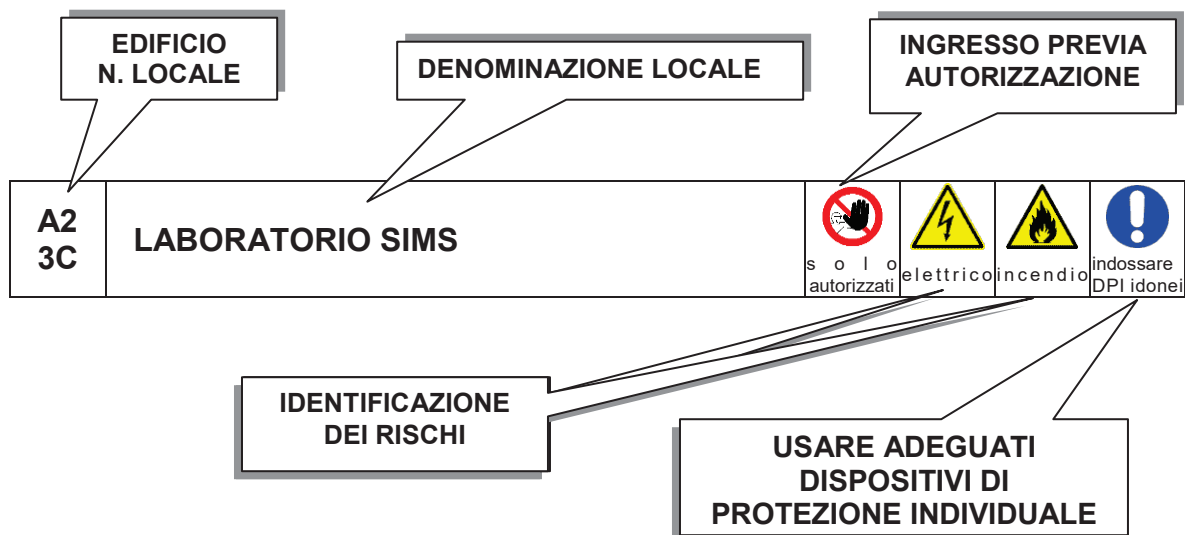 EDIFICIO
N. LOCALE
DENOMINAZIONE LOCALE
INGRESSO PREVIA
AUTORIZZAZIONE
A2
3C
LABORATORIO SIMS
solo
autorizzati
elettrico
incendio
indossare
DPI idonei
IDENTIFICAZIONE
DEI RISCHI
USARE ADEGUATI
DISPOSITIVI DI
PROTEZIONE INDIVIDUALE